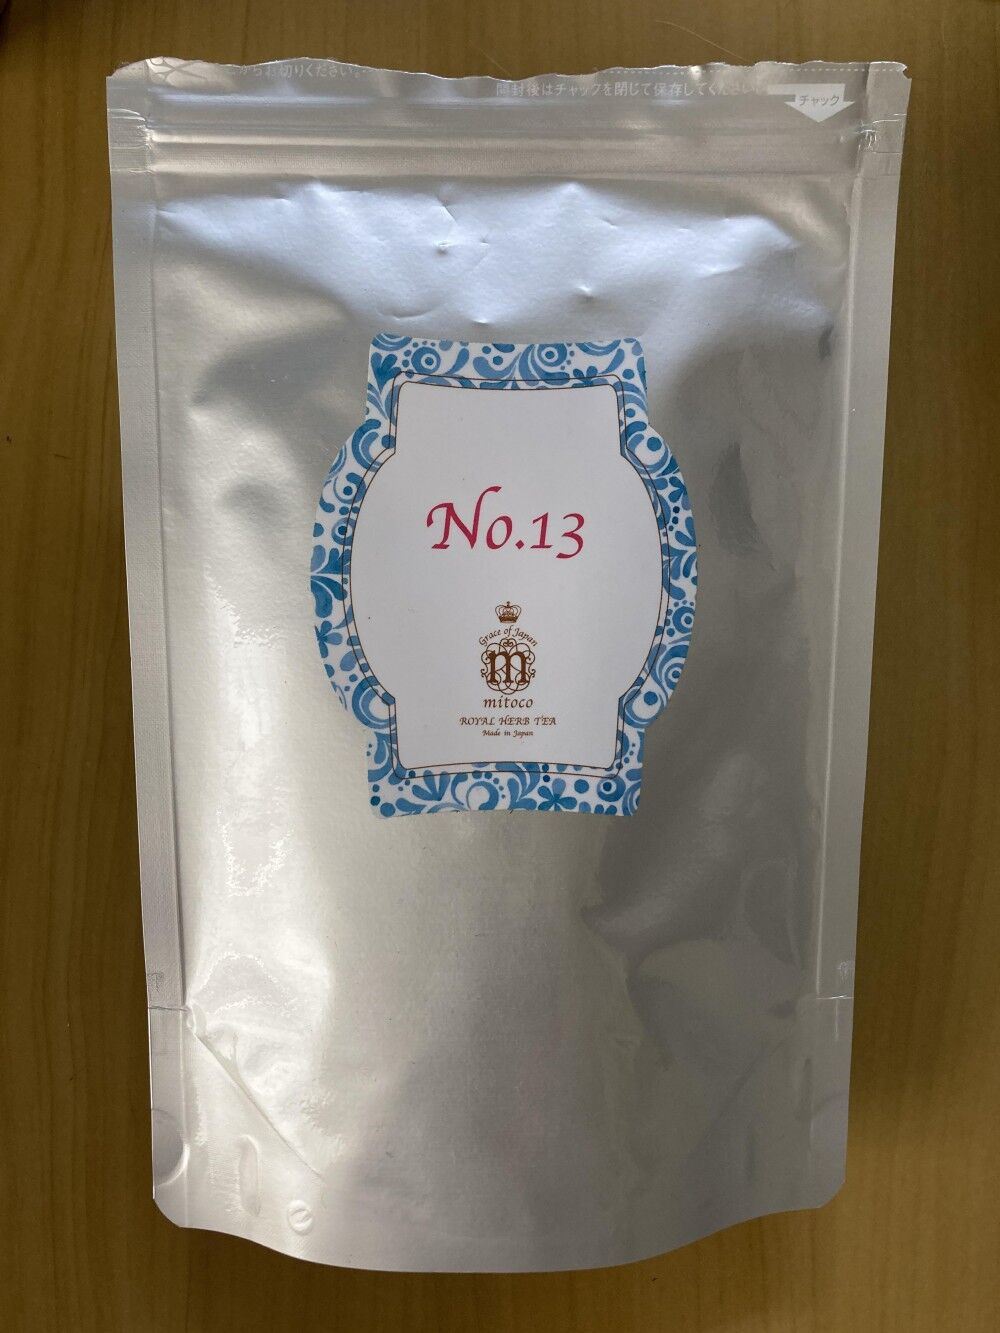 からお切りください。
開封後はチャックを閉じて保存してください。
チャック
No.13
Grace of Japan
m
mitoco
ROYAL HERB TEA
Made in Japan